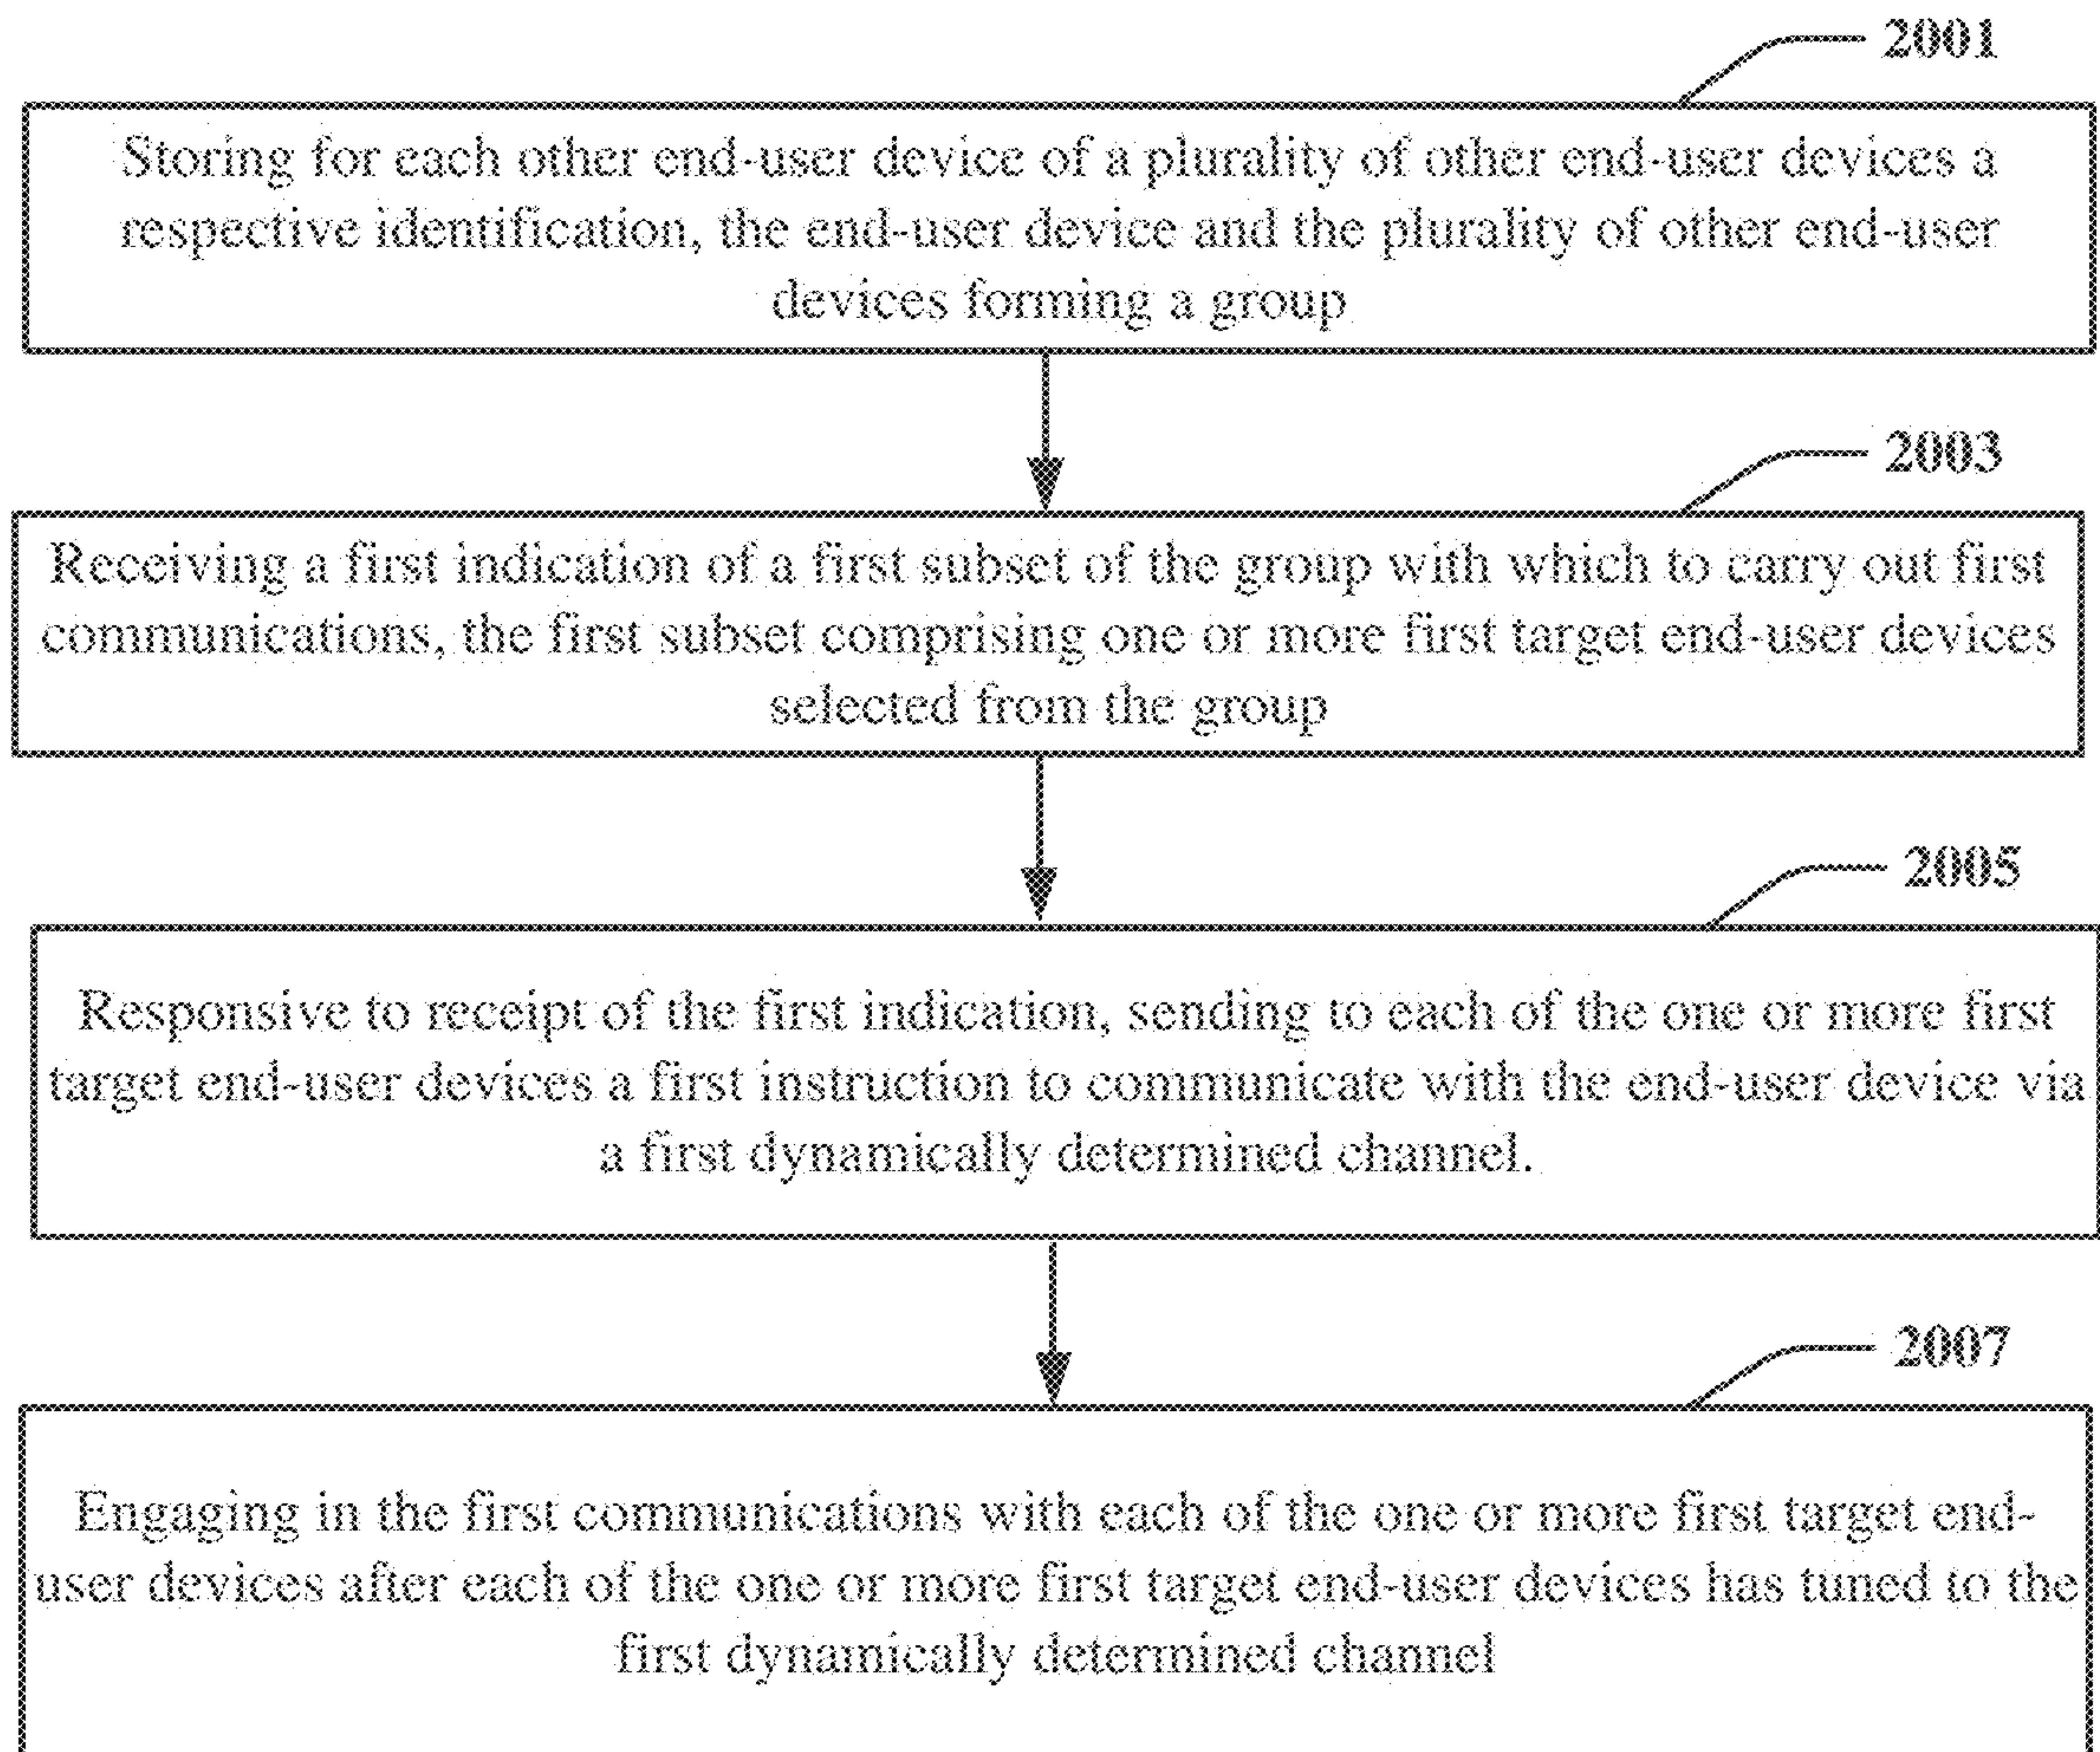 2001
Storing for each other end-user device of a plurality of other end-user devices a
respective identification, the end-user device and the plurality of other end-user
devices forming a group
2003
Receiving a first indication of a first subset of the group with which to carry out first
communications, the first subset comprising one or more first target end-user devices
selected from the group
2005
Responsive to receipt of the first indication, sending to each of the one or more first
target end-user devices a first instruction to communicate with the end-user device via
a first dynamically determined channel.
2007
Engaging in the first communications with each of the one or more first target end-
user devices after each of the one or more first target end-user devices has tuned to the
first dynamically determined channel